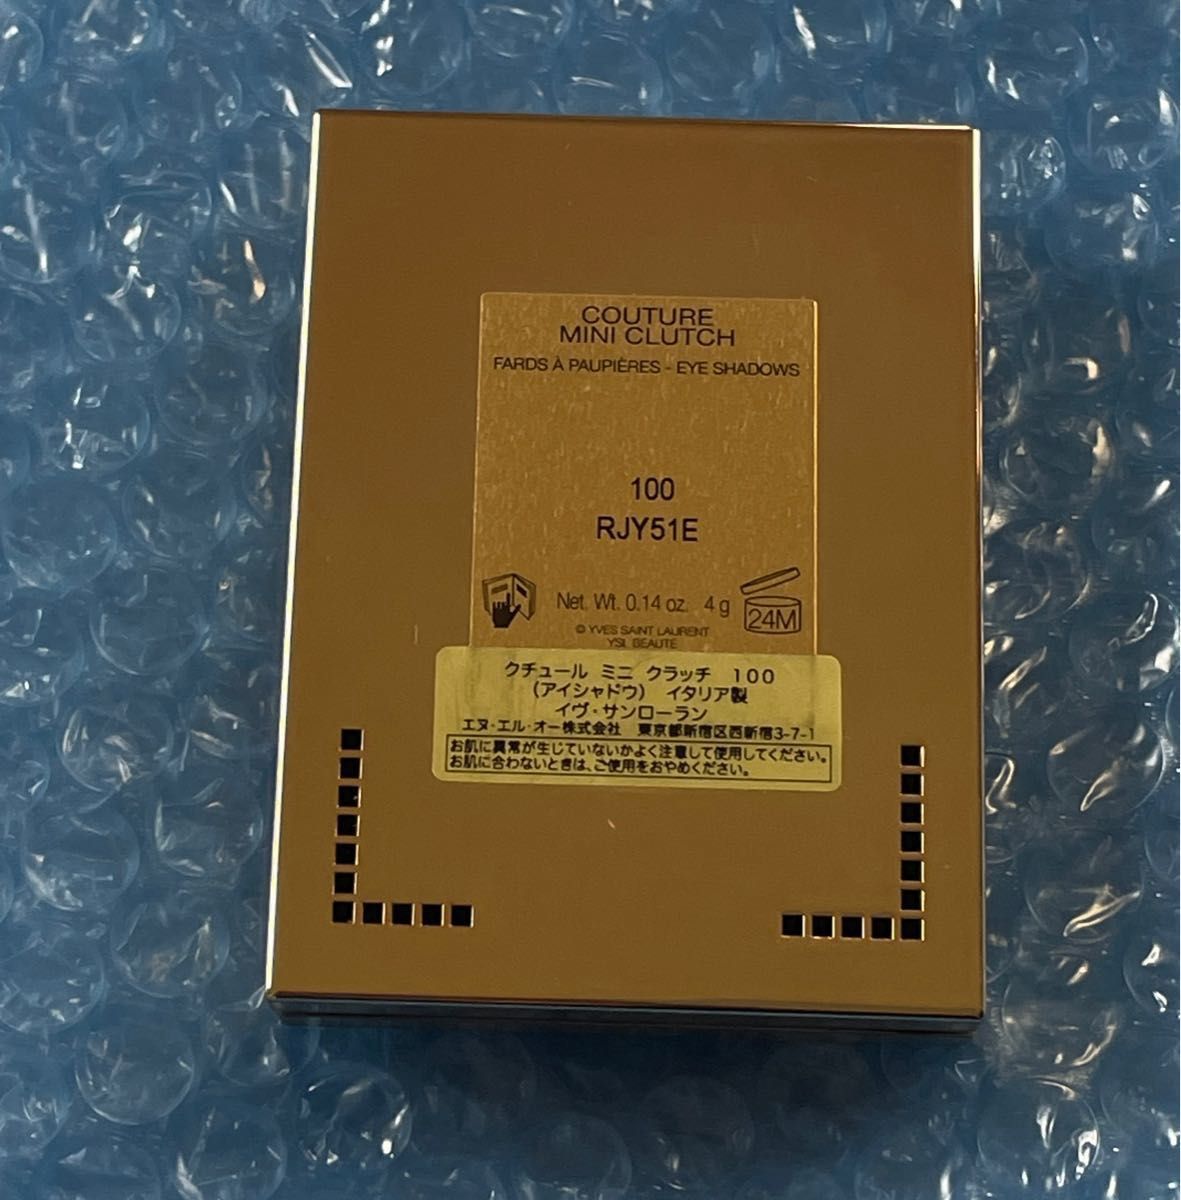 COUTURE
MINI CLUTCH
FARDS À PAUPIÈRES - EYE SHADOWS
100
RJY51E
Net. Wt. 0.14 oz. 4 g
24M
© YVES SAINT LAURENT
YSL BEAUTÉ
クチュール ミニ クラッチ 100
(アイシャドウ) イタリア製
イヴ・サンローラン
エヌ・エル・オー株式会社 東京都新宿区西新宿3-7-1
お肌に異常が生じていないかよく注意して使用してください。
お肌に合わないときは、ご使用をおやめください。